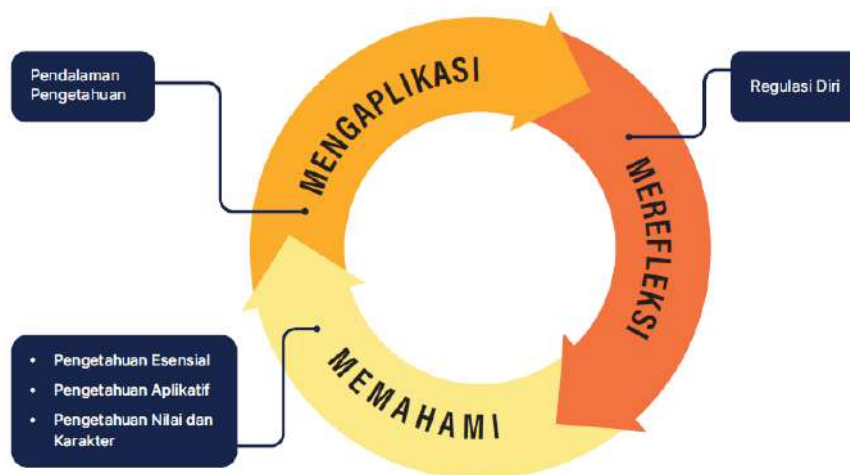 Pendalaman
Pengetahuan
MENGAPLIKASI
Regulasi Diri
MEREFLEKSI
• Pengetahuan Esensial
• Pengetahuan Aplikatif
• Pengetahuan Nilai dan
Karakter
MEMAHAMI